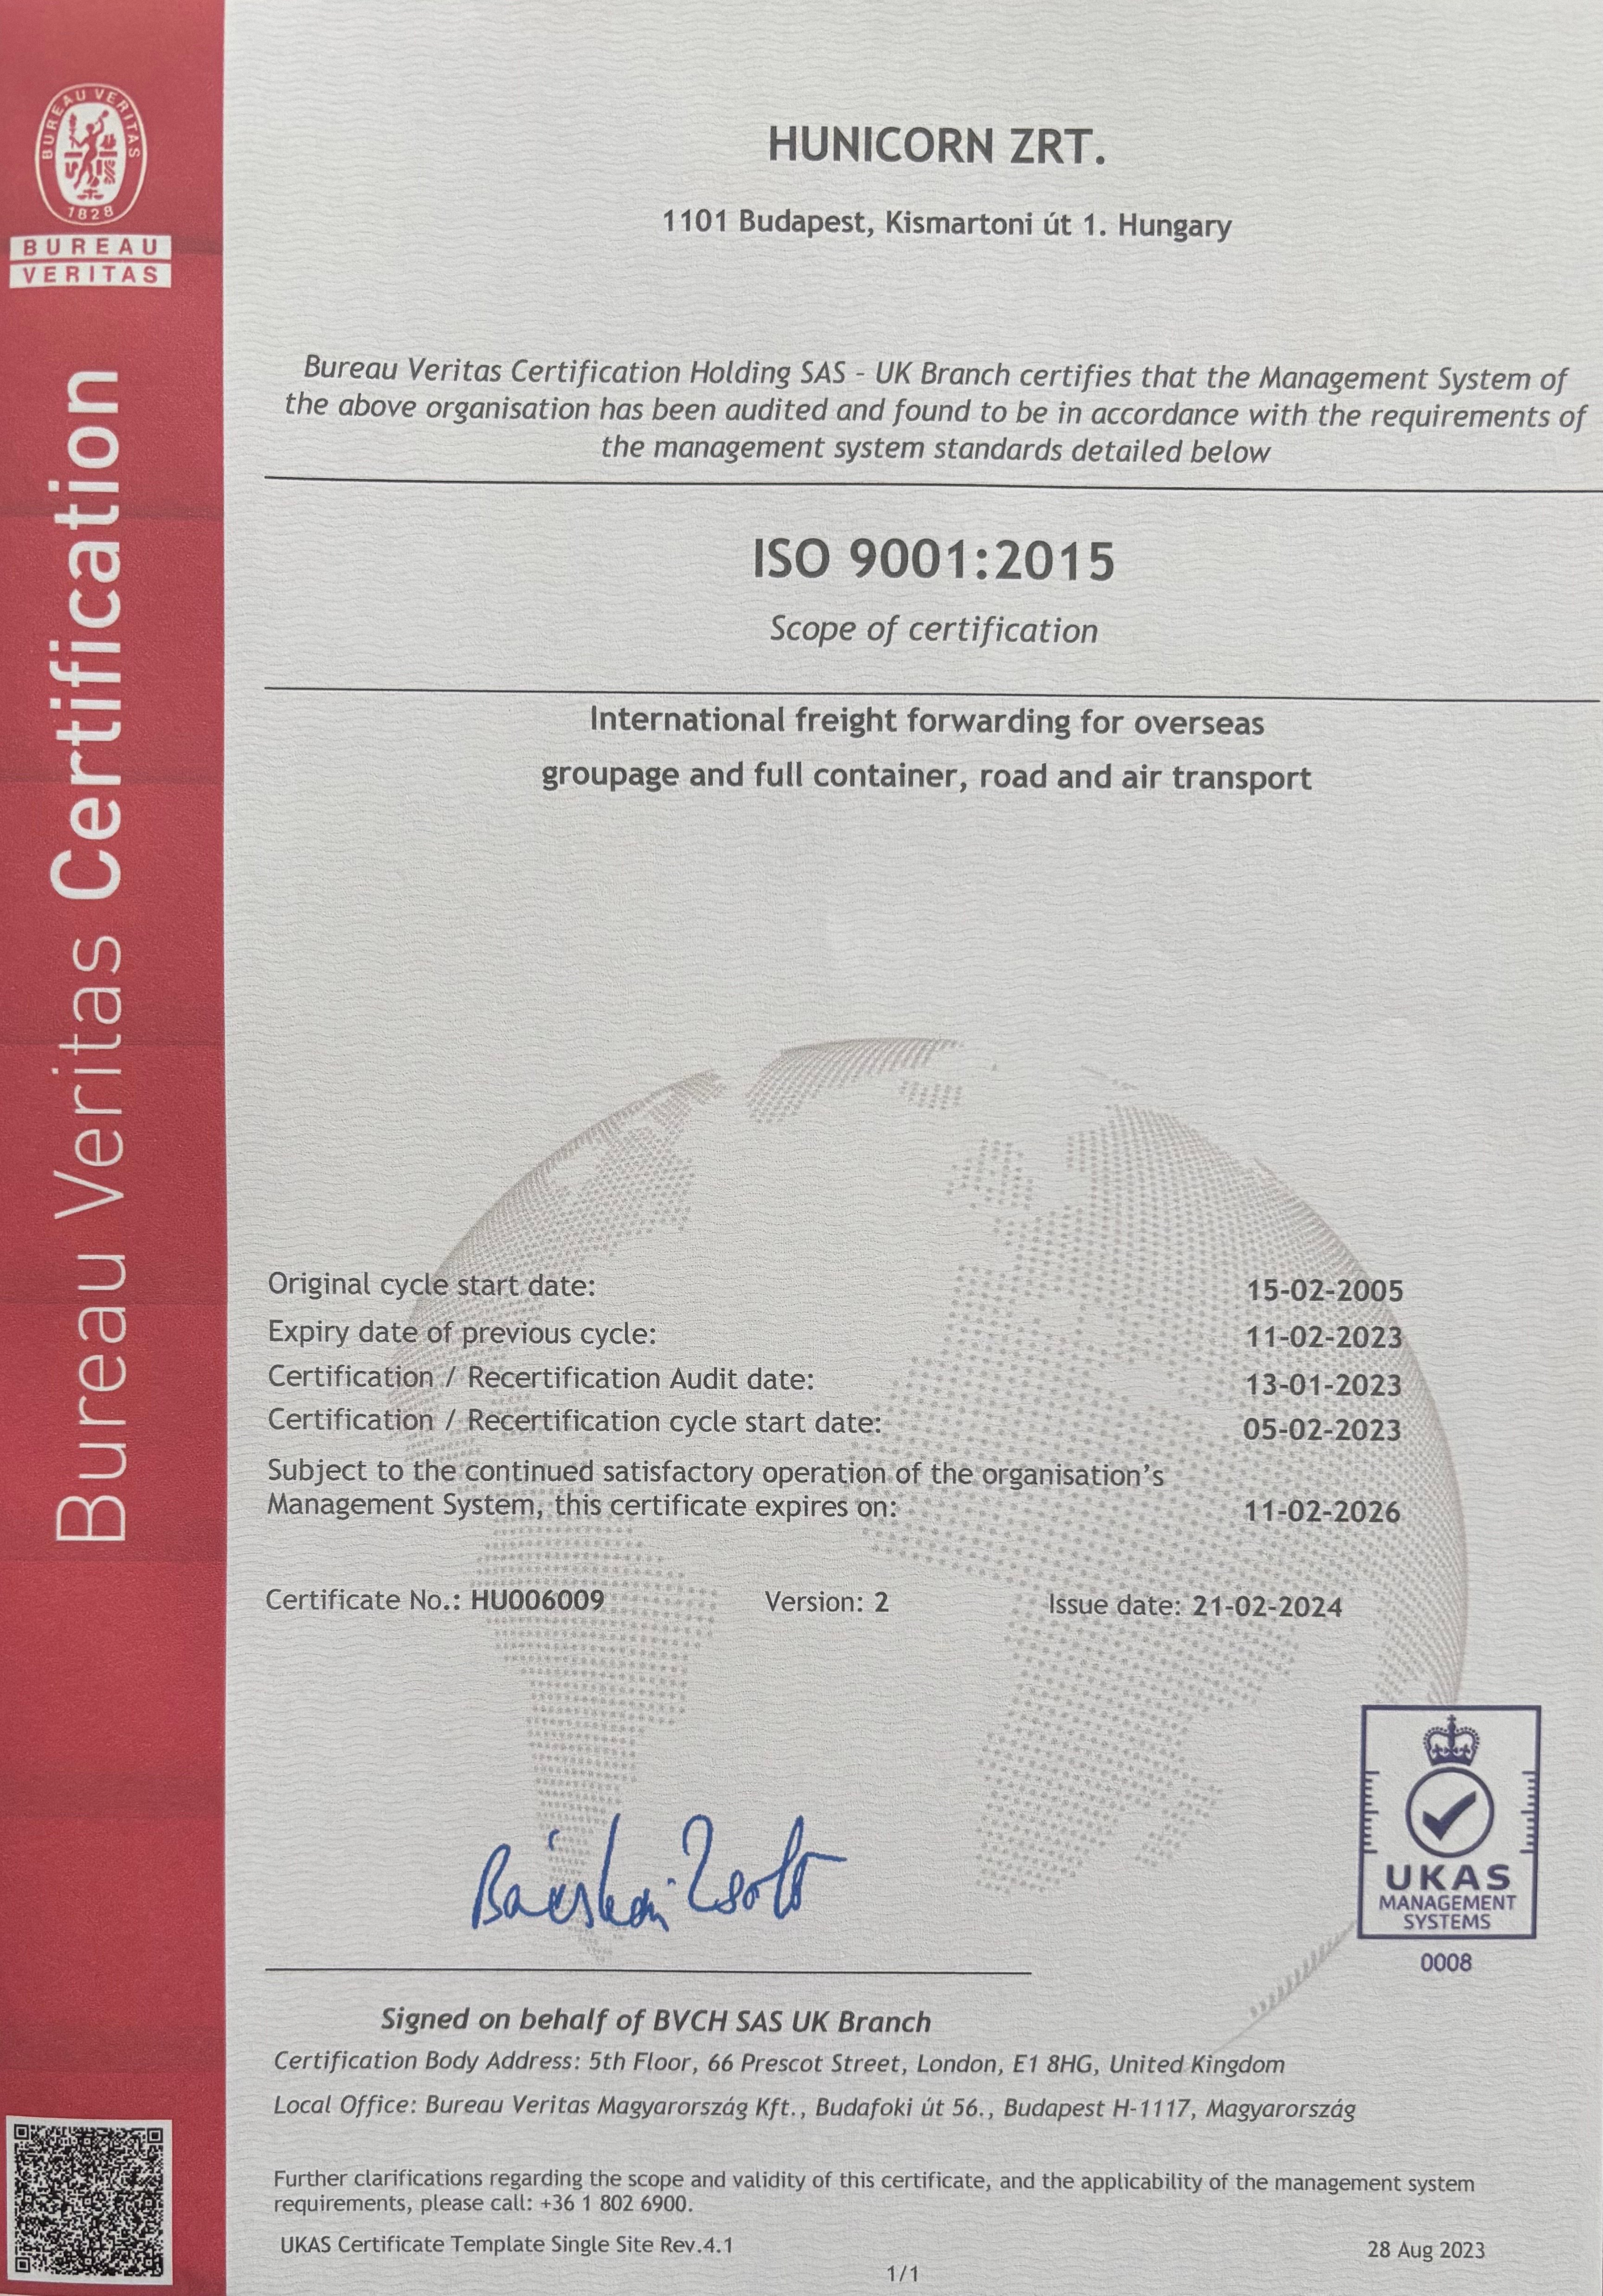 BUREAU VERITAS
1828
BUREAU
VERITAS
Bureau Veritas Certification
HUNICORN ZRT.
1101 Budapest, Kismartoni út 1. Hungary
Bureau Veritas Certification Holding SAS - UK Branch certifies that the Management System of
the above organisation has been audited and found to be in accordance with the requirements of
the management system standards detailed below
ISO 9001:2015
Scope of certification
International freight forwarding for overseas
groupage and full container, road and air transport
Original cycle start date: 15-02-2005
Expiry date of previous cycle: 11-02-2023
Certification / Recertification Audit date: 13-01-2023
Certification / Recertification cycle start date: 05-02-2023
Subject to the continued satisfactory operation of the organisation's
Management System, this certificate expires on: 11-02-2026
Certificate No.: HU006009 Version: 2 Issue date: 21-02-2024
UKAS
MANAGEMENT
SYSTEMS
0008
Signed on behalf of BVCH SAS UK Branch
Certification Body Address: 5th Floor, 66 Prescot Street, London, E1 8HG, United Kingdom
Local Office: Bureau Veritas Magyarország Kft., Budafoki út 56., Budapest H-1117, Magyarország
Further clarifications regarding the scope and validity of this certificate, and the applicability of the management system
requirements, please call: +36 1 802 6900.
UKAS Certificate Template Single Site Rev.4.1 28 Aug 2023
1/1